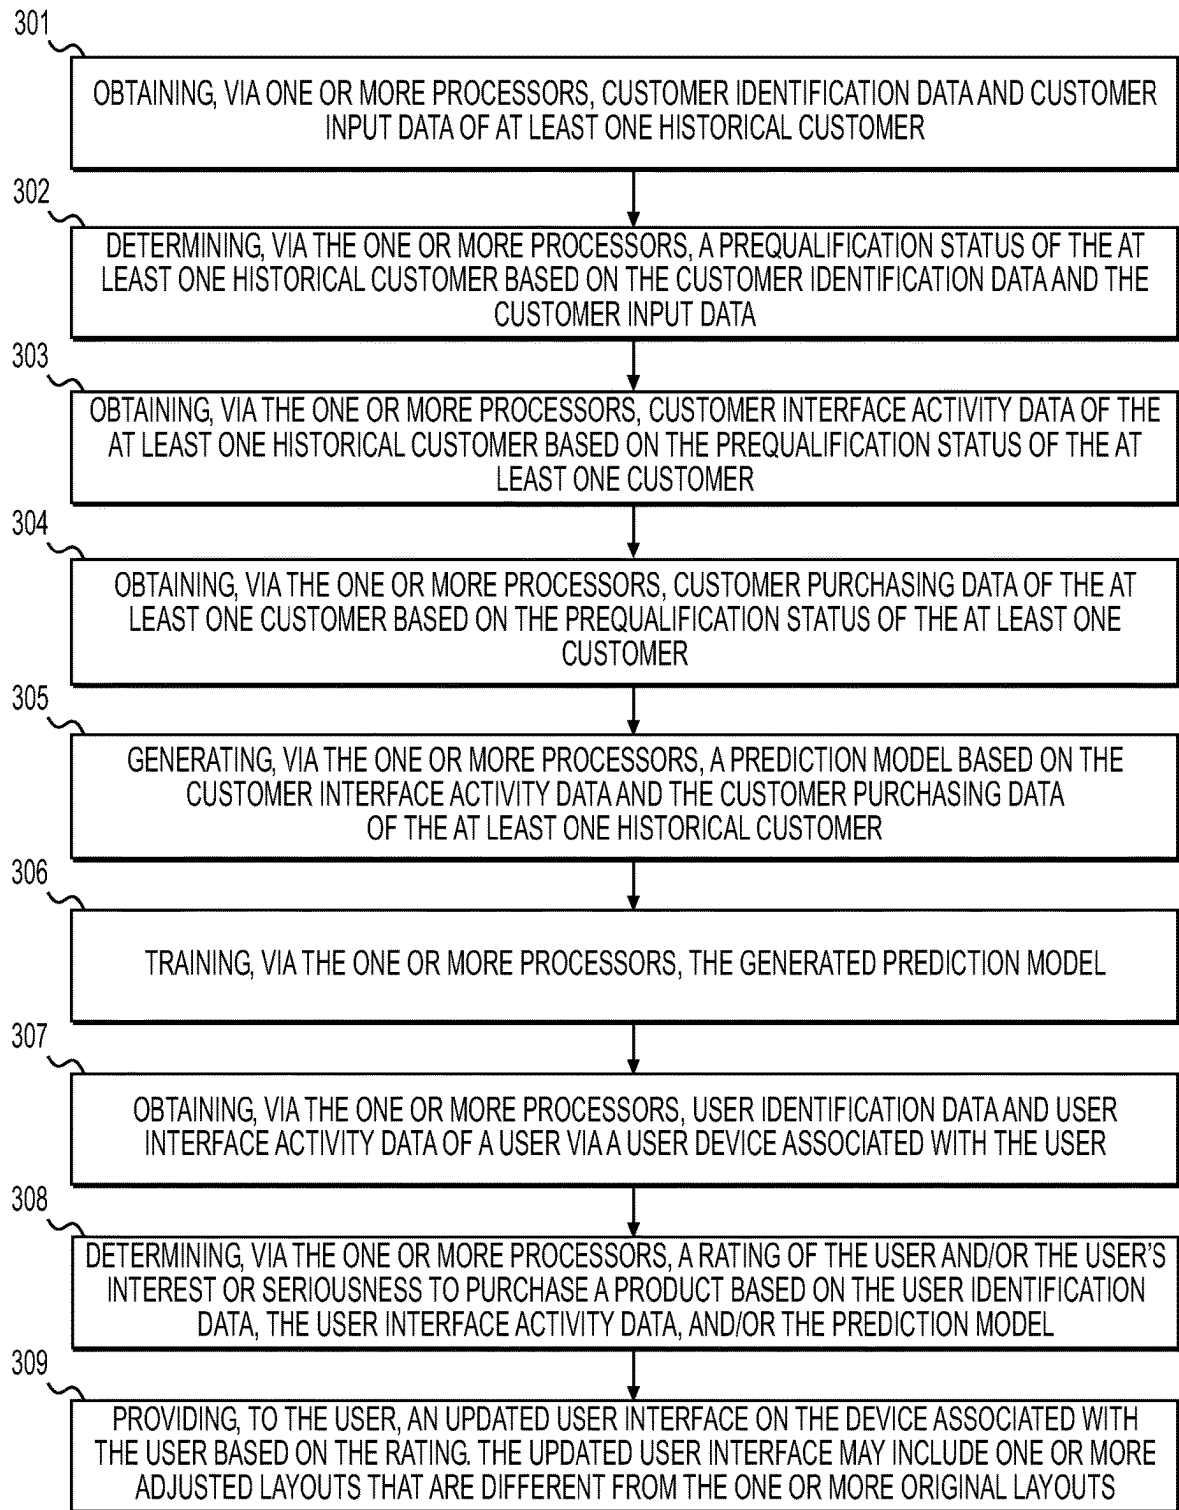 301
OBTAINING, VIA ONE OR MORE PROCESSORS, CUSTOMER IDENTIFICATION DATA AND CUSTOMER
INPUT DATA OF AT LEAST ONE HISTORICAL CUSTOMER
302
DETERMINING, VIA THE ONE OR MORE PROCESSORS, A PREQUALIFICATION STATUS OF THE AT
LEAST ONE HISTORICAL CUSTOMER BASED ON THE CUSTOMER IDENTIFICATION DATA AND THE
CUSTOMER INPUT DATA
303
OBTAINING, VIA THE ONE OR MORE PROCESSORS, CUSTOMER INTERFACE ACTIVITY DATA OF THE
AT LEAST ONE HISTORICAL CUSTOMER BASED ON THE PREQUALIFICATION STATUS OF THE AT
LEAST ONE CUSTOMER
304
OBTAINING, VIA THE ONE OR MORE PROCESSORS, CUSTOMER PURCHASING DATA OF THE AT
LEAST ONE CUSTOMER BASED ON THE PREQUALIFICATION STATUS OF THE AT LEAST ONE
CUSTOMER
305
GENERATING, VIA THE ONE OR MORE PROCESSORS, A PREDICTION MODEL BASED ON THE
CUSTOMER INTERFACE ACTIVITY DATA AND THE CUSTOMER PURCHASING DATA
OF THE AT LEAST ONE HISTORICAL CUSTOMER
306
TRAINING, VIA THE ONE OR MORE PROCESSORS, THE GENERATED PREDICTION MODEL
307
OBTAINING, VIA THE ONE OR MORE PROCESSORS, USER IDENTIFICATION DATA AND USER
INTERFACE ACTIVITY DATA OF A USER VIA A USER DEVICE ASSOCIATED WITH THE USER
308
DETERMINING, VIA THE ONE OR MORE PROCESSORS, A RATING OF THE USER AND/OR THE USER'S
INTEREST OR SERIOUSNESS TO PURCHASE A PRODUCT BASED ON THE USER IDENTIFICATION
DATA, THE USER INTERFACE ACTIVITY DATA, AND/OR THE PREDICTION MODEL
309
PROVIDING, TO THE USER, AN UPDATED USER INTERFACE ON THE DEVICE ASSOCIATED WITH
THE USER BASED ON THE RATING. THE UPDATED USER INTERFACE MAY INCLUDE ONE OR MORE
ADJUSTED LAYOUTS THAT ARE DIFFERENT FROM THE ONE OR MORE ORIGINAL LAYOUTS